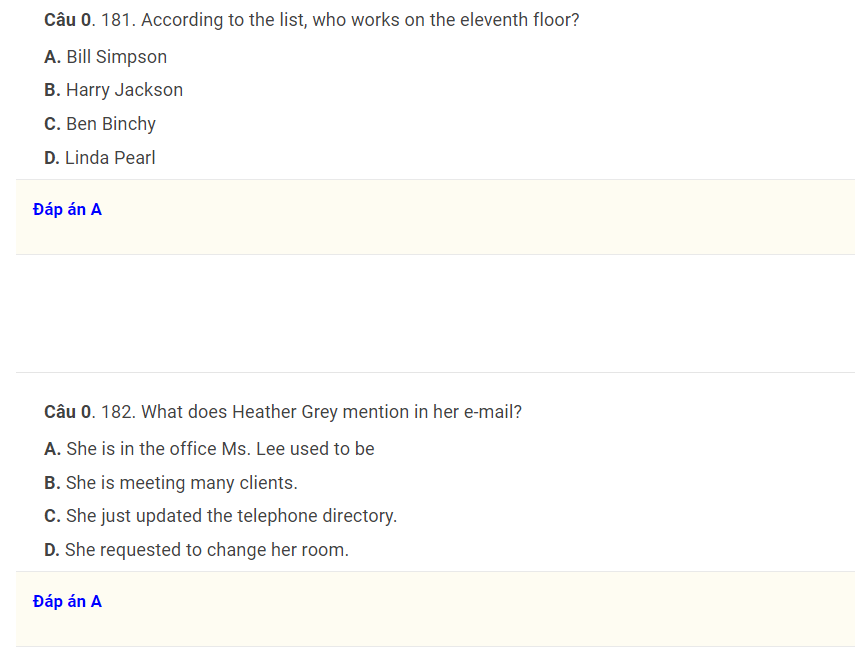 Câu 0. 181. According to the list, who works on the eleventh floor?
A. Bill Simpson
B. Harry Jackson
C. Ben Binchy
D. Linda Pearl
Đáp án A
Câu 0. 182. What does Heather Grey mention in her e-mail?
A. She is in the office Ms. Lee used to be
B. She is meeting many clients.
C. She just updated the telephone directory.
D. She requested to change her room.
Đáp án A